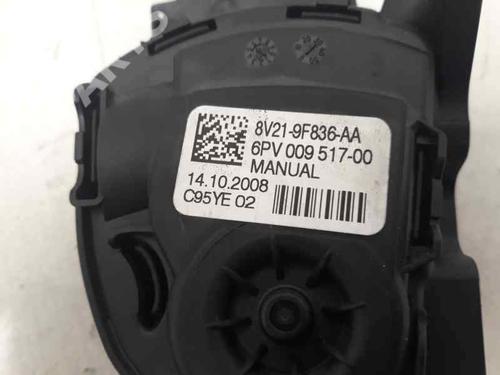 8V21-9F836-AA
6PV 009 517-00
MANUAL
14.10.2008
C95YE 02